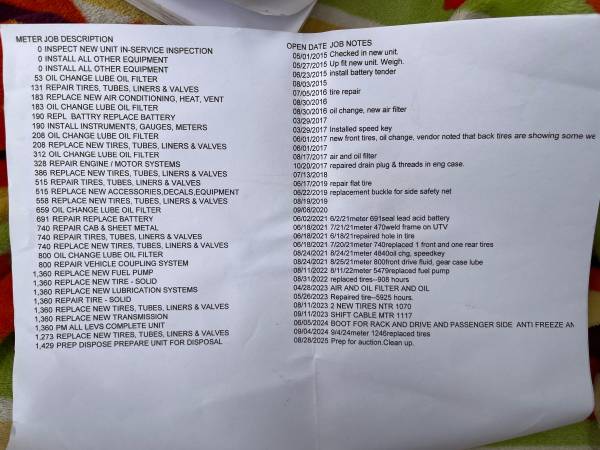 METER JOB DESCRIPTION
0 INSPECT NEW UNIT IN-SERVICE INSPECTION
0 INSTALL ALL OTHER EQUIPMENT
0 INSTALL ALL OTHER EQUIPMENT
53 OIL CHANGE LUBE OIL FILTER
131 REPAIR TIRES, TUBES, LINERS & VALVES
183 REPLACE NEW AIR CONDITIONING, HEAT, VENT
183 OIL CHANGE LUBE OIL FILTER
190 REPL BATTRY REPLACE BATTERY
190 INSTALL INSTRUMENTS, GAUGES, METERS
206 OIL CHANGE LUBE OIL FILTER
208 REPLACE NEW TIRES, TUBES, LINERS & VALVES
312 OIL CHANGE LUBE OIL FILTER
328 REPAIR ENGINE / MOTOR SYSTEMS
386 REPLACE NEW TIRES, TUBES, LINERS & VALVES
515 REPAIR TIRES, TUBES, LINERS & VALVES
515 REPLACE NEW ACCESSORIES,DECALS,EQUIPMENT
558 REPLACE NEW TIRES, TUBES, LINERS & VALVES
659 OIL CHANGE LUBE OIL FILTER
691 REPAIR REPLACE BATTERY
740 REPAIR CAB & SHEET METAL
740 REPAIR TIRES, TUBES, LINERS & VALVES
740 REPLACE NEW TIRES, TUBES, LINERS & VALVES
800 OIL CHANGE LUBE OIL FILTER
800 REPAIR VEHICLE COUPLING SYSTEM
1,360 REPLACE NEW FUEL PUMP
1,360 REPLACE NEW TIRE - SOLID
1,360 REPLACE NEW LUBRICATION SYSTEMS
1,360 REPAIR TIRE - SOLID
1,360 REPLACE NEW TIRES, TUBES, LINERS & VALVES
1,360 REPLACE NEW TRANSMISSION
1,360 PM ALL LEVS COMPLETE UNIT
1,273 REPLACE NEW TIRES, TUBES, LINERS & VALVES
1,429 PREP DISPOSE PREPARE UNIT FOR DISPOSAL
OPEN DATE JOB NOTES
05/01/2015 Checked in new unit.
05/27/2015 Up fit new unit. Weigh.
06/23/2015 install battery tender
08/03/2015
07/05/2016 tire repair
08/30/2016
08/30/2016 oil change, new air filter
03/29/2017
03/29/2017 Installed speed key
06/01/2017 new front tires, oil change, vendor noted that back tires are showing some we
06/01/2017
08/17/2017 air and oil filter
10/20/2017 repaired drain plug & threads in eng case.
07/13/2018
06/17/2019 repair flat tire
06/22/2019 replacement buckle for side safety net
08/19/2019
09/08/2020
06/02/2021 6/2/21meter 691seal lead acid battery
06/18/2021 7/21/21meter 470weld frame on UTV
06/18/2021 6/18/21repaired hole in tire
06/18/2021 7/20/21meter 740replaced 1 front and one rear tires
08/24/2021 8/24/21meter 4840oil chg, speedkey
08/24/2021 8/25/21meter 800front drive fluid, gear case lube
08/11/2022 8/11/22meter 5479replaced fuel pump
08/31/2022 replaced tires--908 hours
04/28/2023 AIR AND OIL FILTER AND OIL
05/26/2023 Repaired tire--5925 hours.
08/11/2023 2 NEW TIRES NTR 1070
09/11/2023 SHIFT CABLE MTR 1117
06/05/2024 BOOT FOR RACK AND DRIVE AND PASSENGER SIDE ANTI FREEZE AN
09/04/2024 9/4/24meter 1246replaced tires
08/28/2025 Prep for auction.Clean up.